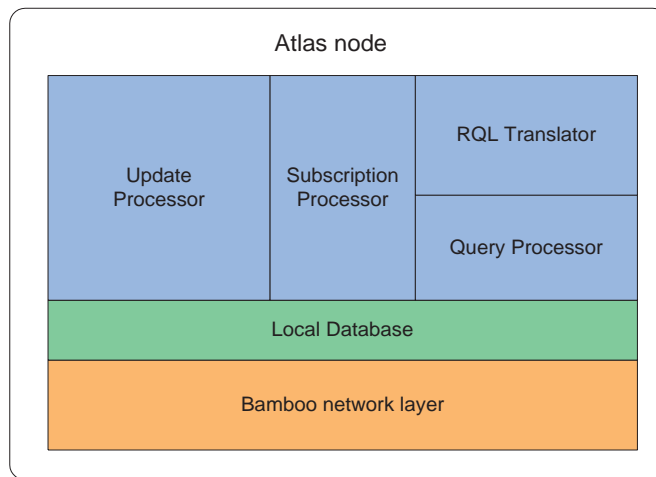 Atlas node
Update
Processor
Subscription
Processor
RQL Translator
Query Processor
Local Database
Bamboo network layer